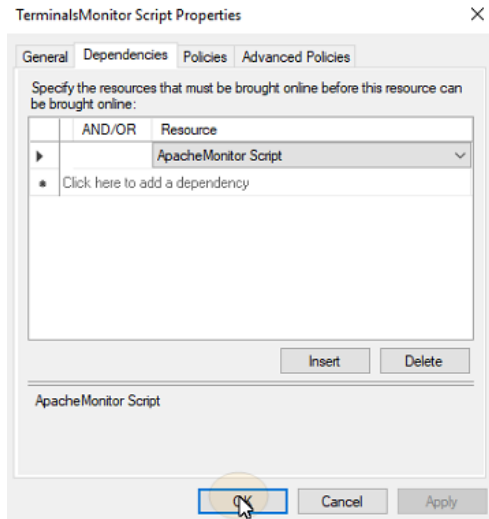 TerminalsMonitor Script Properties
General Dependencies Policies Advanced Policies
Specify the resources that must be brought online before this resource can
be brought online:
AND/OR Resource
ApacheMonitor Script
Click here to add a dependency
Insert Delete
ApacheMonitor Script
OK Cancel Apply